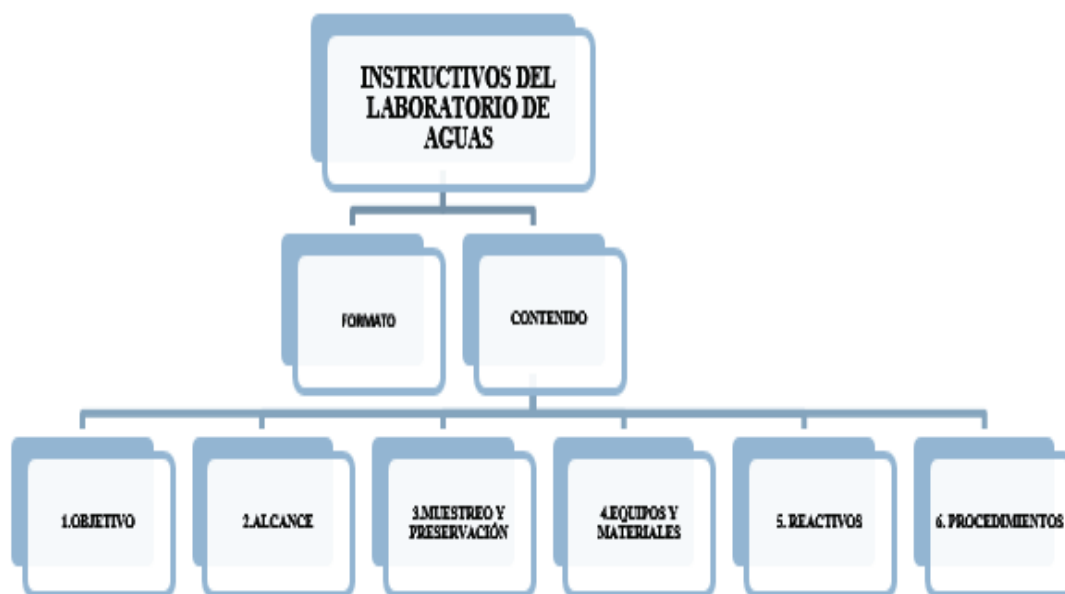 INSTRUCTIVOS DEL
LABORATORIO DE
AGUAS
FORMATO
CONTENIDO
1.OBJETIVO
2.ALCANCE
3.MUESTREO Y
PRESERVACIÓN
4.EQUIPOS Y
MATERIALES
5. REACTIVOS
6. PROCEDIMIENTOS